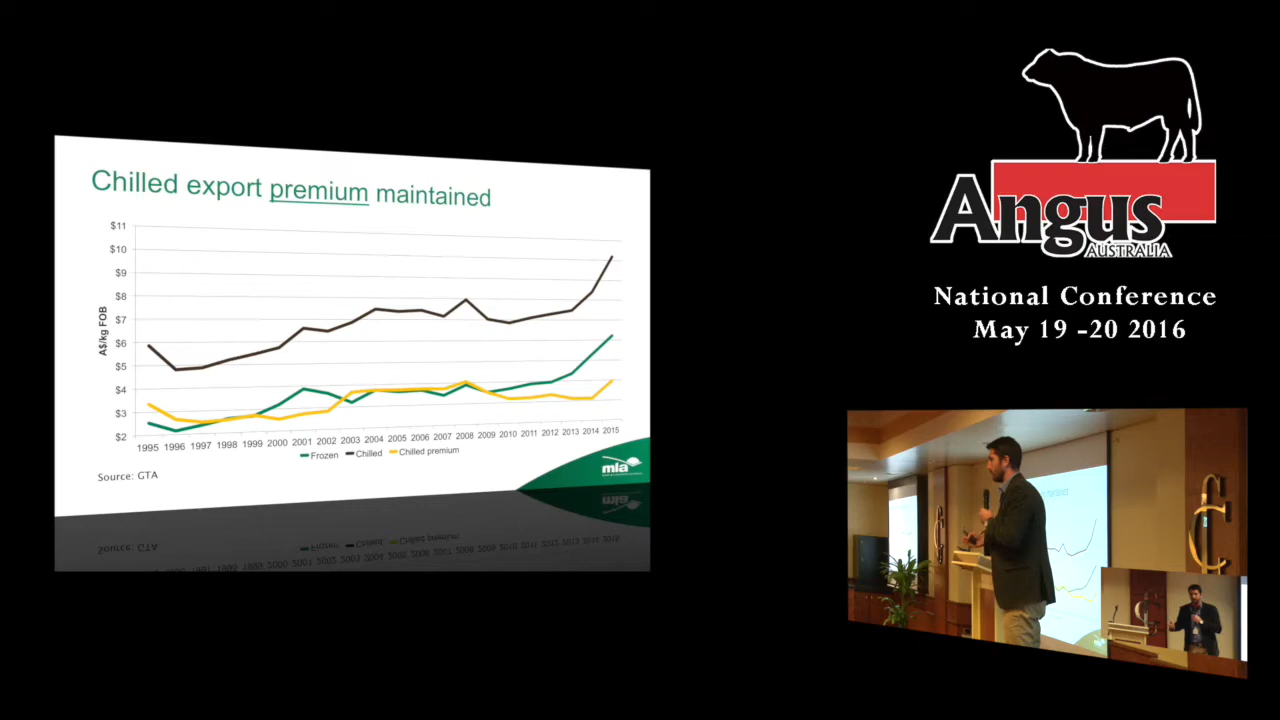 Chilled export premium maintained
$11
$10
$9
$8
$7
$6
$5
$4
$3
$2
A$/kg FOB
1995 1996 1997 1998 1999 2000 2001 2002 2003 2004 2005 2006 2007 2008 2009 2010 2011 2012 2013 2014 2015
Frozen Chilled Chilled premium
Source: GTA
mla
Angus
AUSTRALIA
National Conference
May 19 -20 2016